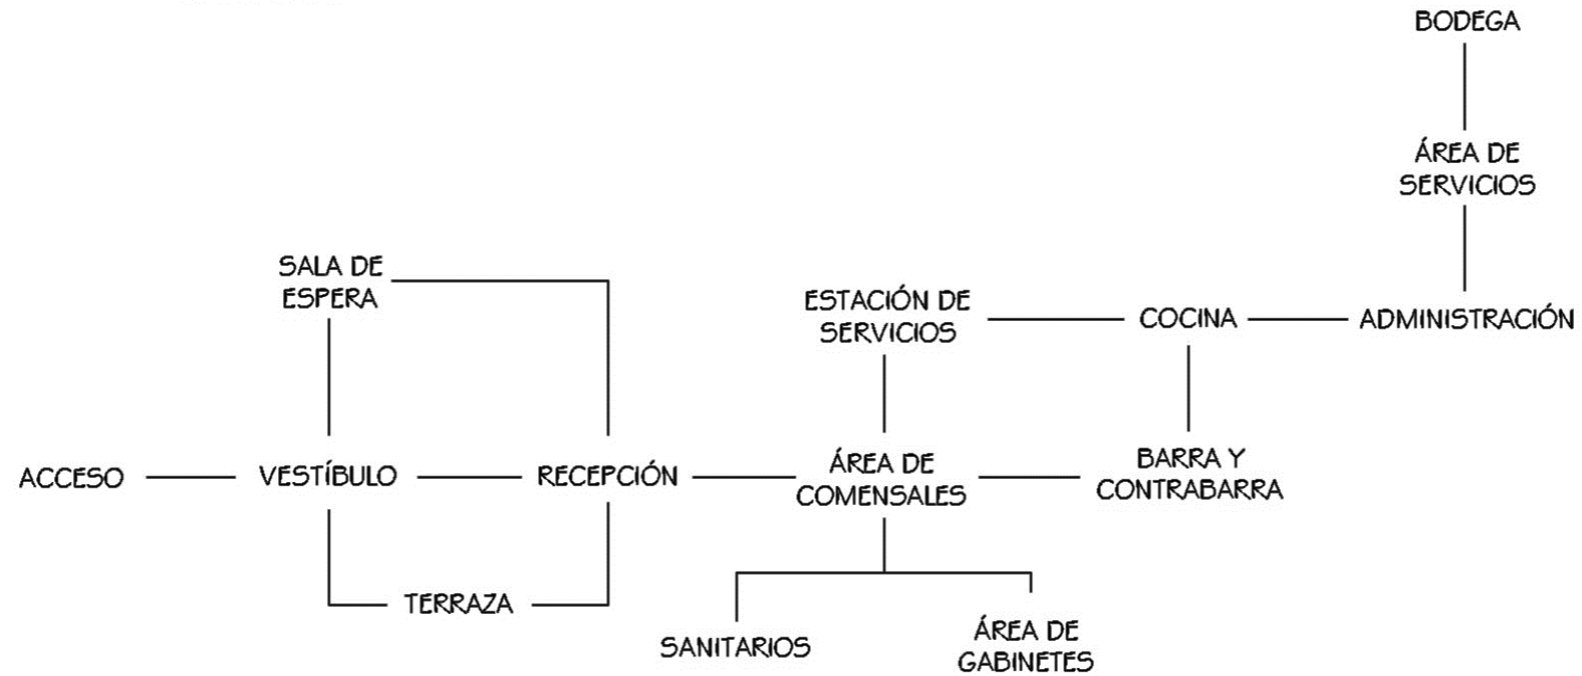 BODEGA
ÁREA DE
SERVICIOS
SALA DE
ESPERA
ESTACIÓN DE
SERVICIOS
COCINA
ADMINISTRACIÓN
ACCESO
VESTÍBULO
RECEPCIÓN
ÁREA DE
COMENSALES
BARRA Y
CONTRABARRA
TERRAZA
SANITARIOS
ÁREA DE
GABINETES